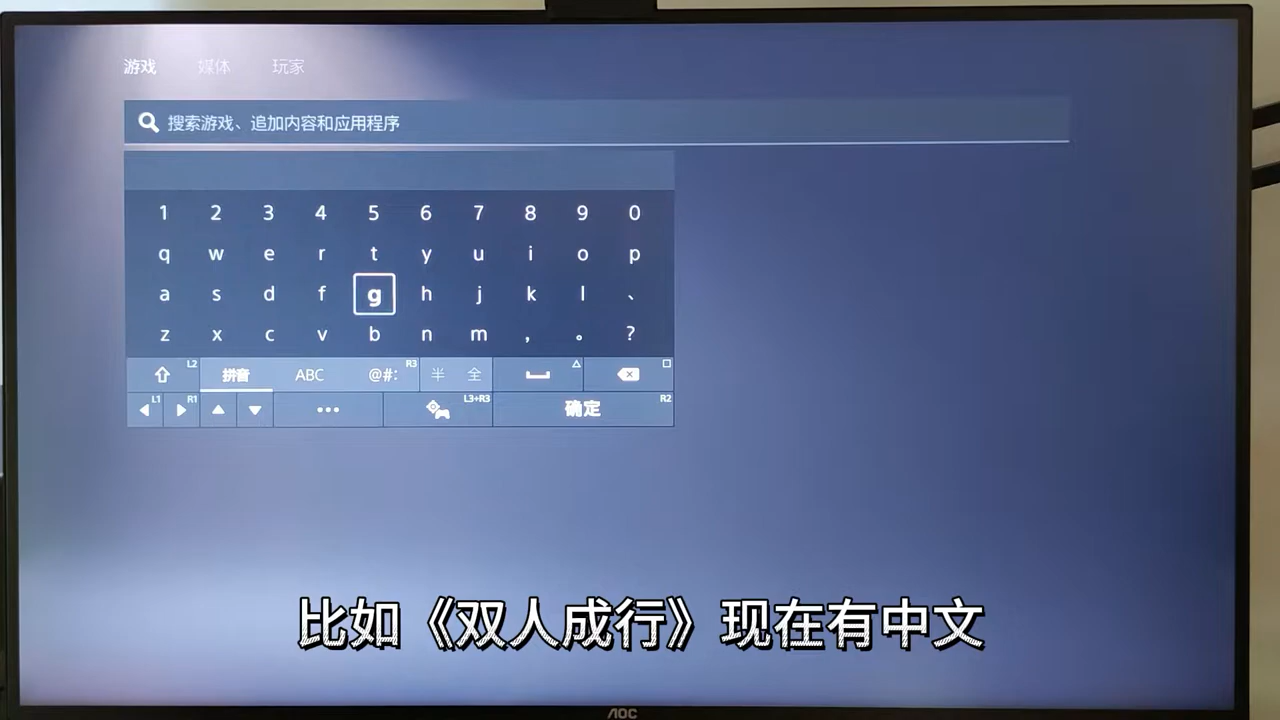 游戏 媒体 玩家
搜索游戏、追加内容和应用程序
1 2 3 4 5 6 7 8 9 0
q w e r t y u i o p
a s d f g h j k l 、
z x c v b n m , 。 ?
L2 拼音 ABC @#: R3 半 全
L1 R1 ••• L3+R3 确定 R2
比如《双人成行》现在有中文
AOC